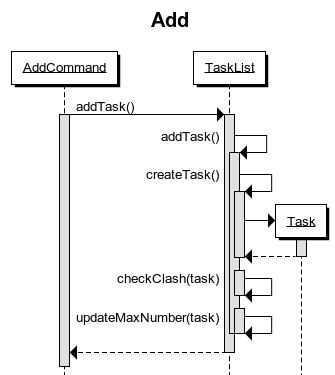 Add
AddCommand
TaskList
addTask()
addTask()
createTask()
Task
checkClash(task)
updateMaxNumber(task)